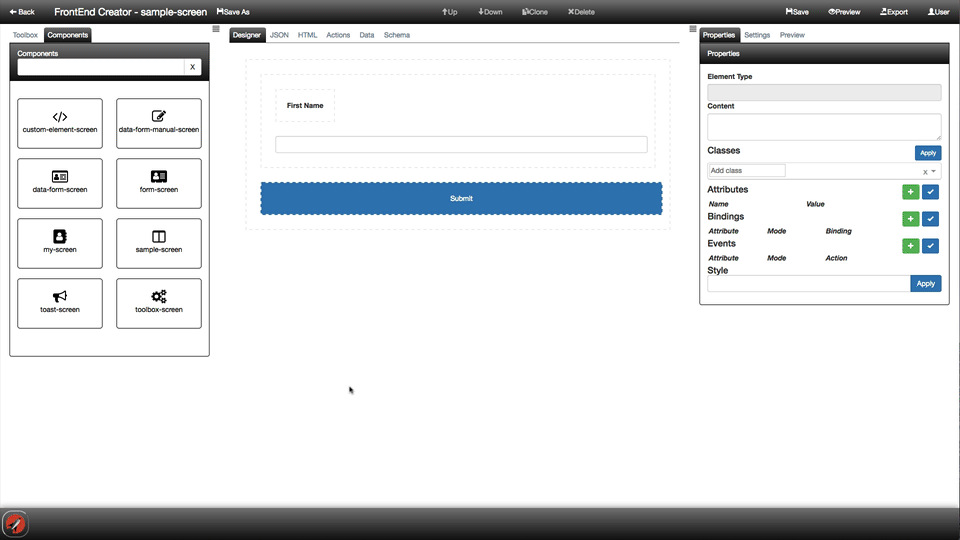 Back FrontEnd Creator - sample-screen Save As Up Down Clone Delete Save Preview Export User
Toolbox Components
Components
X
custom-element-screen data-form-manual-screen
data-form-screen form-screen
my-screen sample-screen
toast-screen toolbox-screen
Designer JSON HTML Actions Data Schema
First Name
Submit
Properties Settings Preview
Properties
Element Type
Content
Classes Apply
Add class x
Attributes
Name Value
Bindings
Attribute Mode Binding
Events
Attribute Mode Action
Style
Apply